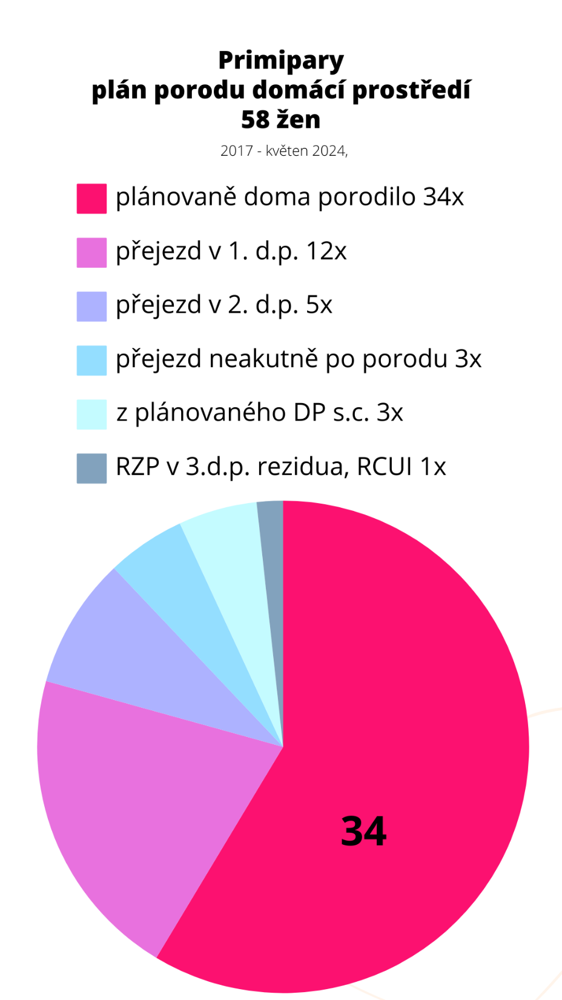 Primipary
plán porodu domácí prostředí
58 žen
2017 - květen 2024,
plánovaně doma porodilo 34x
přejezd v 1. d.p. 12x
přejezd v 2. d.p. 5x
přejezd neakutně po porodu 3x
z plánovaného DP s.c. 3x
RZP v 3.d.p. rezidua, RCUI 1x
34